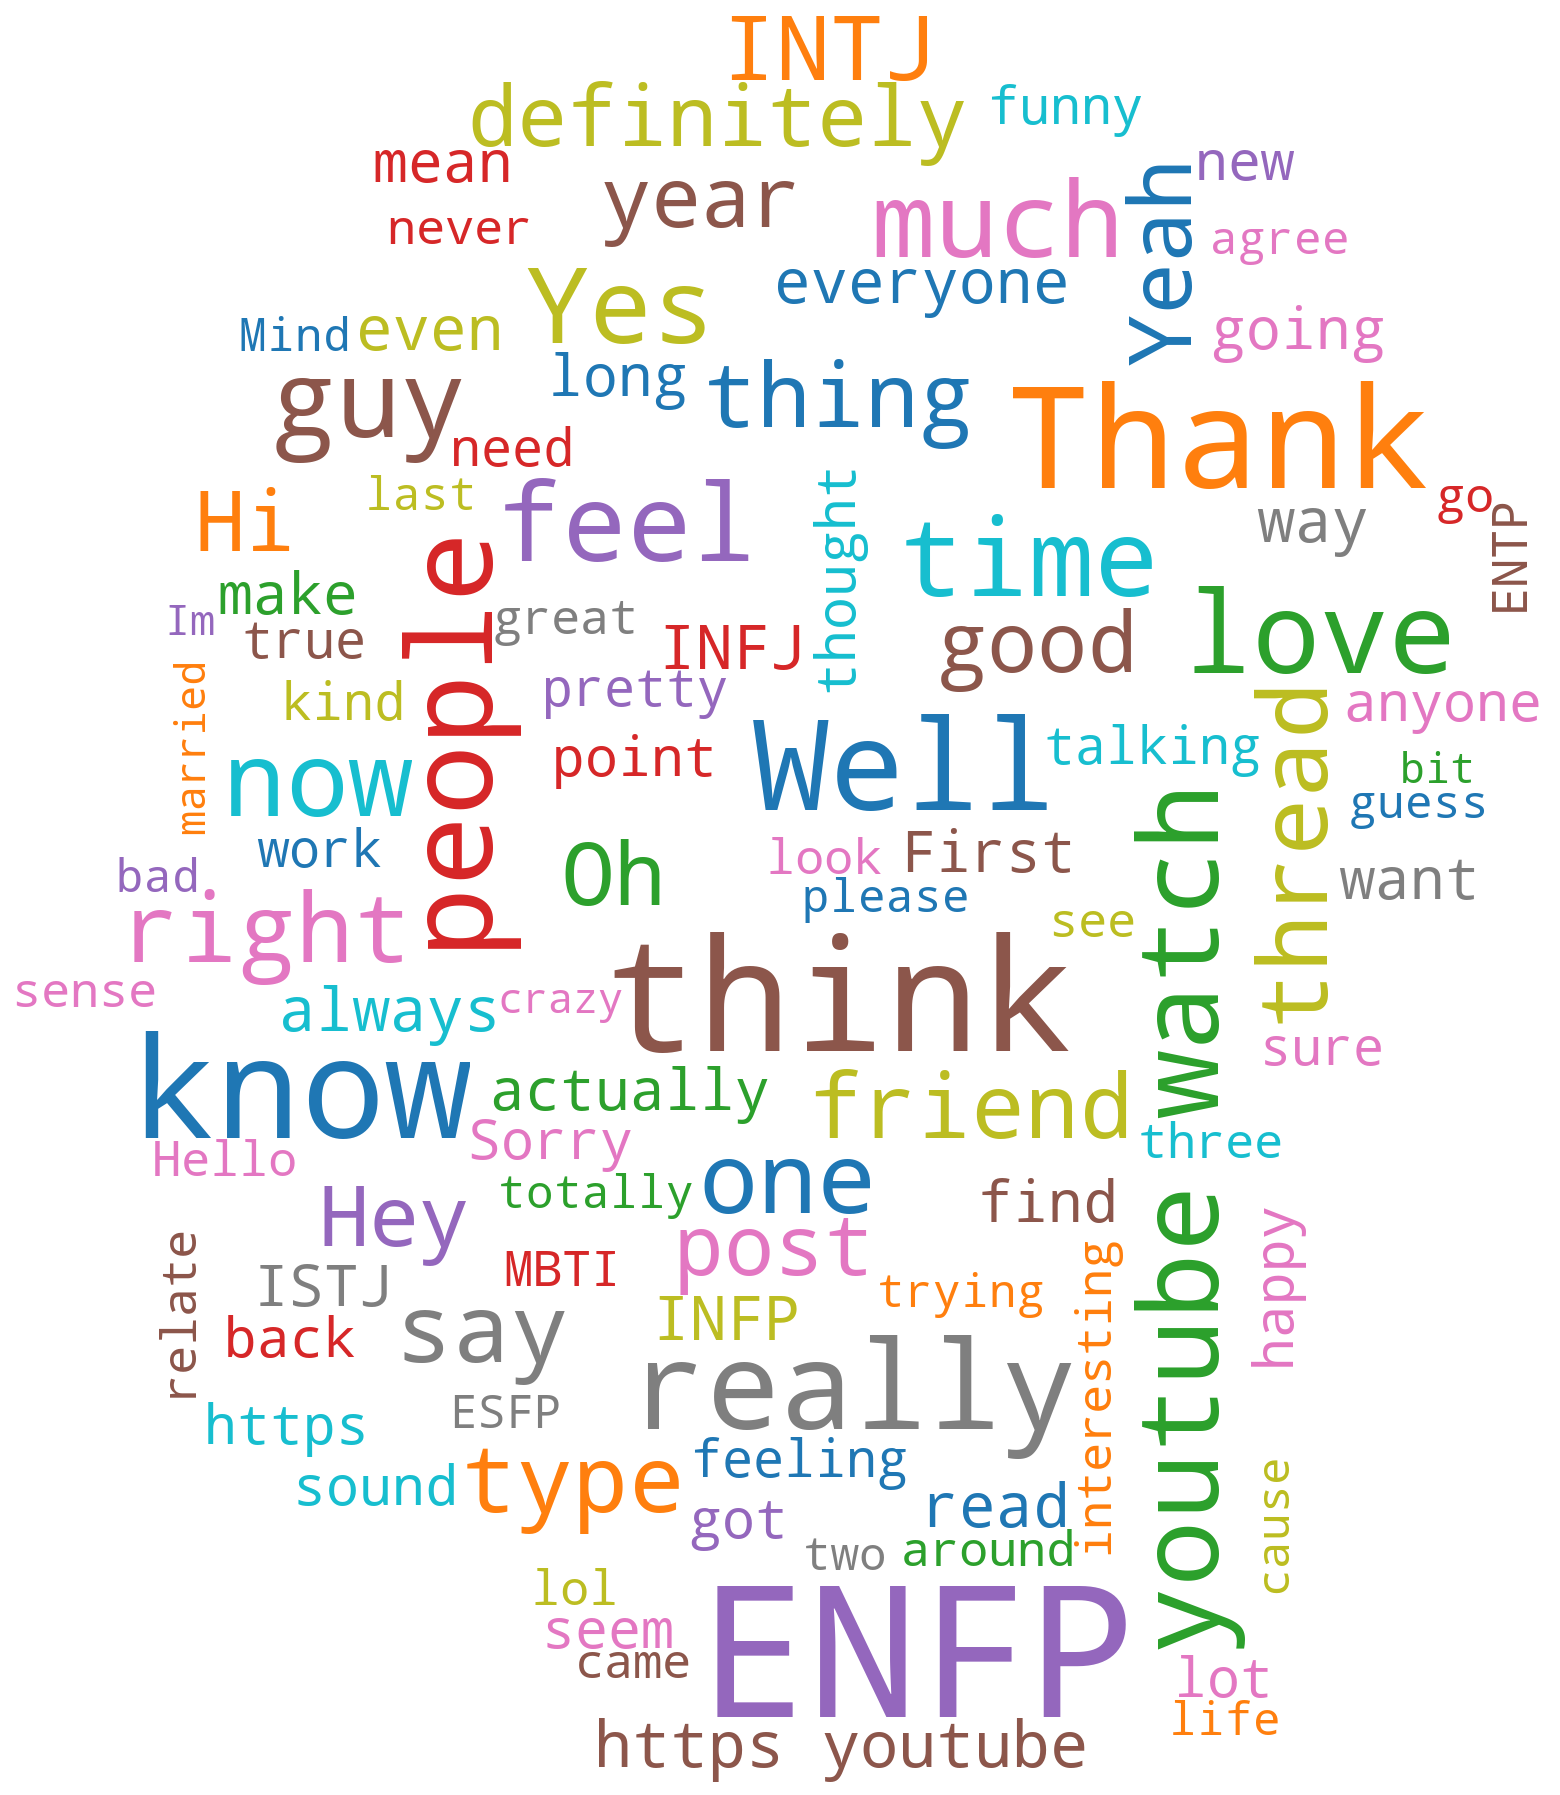 INTJ
definitely
funny
mean
year
much
Yeah
new
never
agree
Yes
everyone
Mind
even
going
guy
long
thing
Thank
need
Hi
last
feel
people
thought
time
way
go
ENTP
Im
make
great
true
INFJ
good
love
married
kind
pretty
thread
anyone
now
point
Well
talking
bit
guess
work
Oh
look
First
watch youtube
want
bad
please
right
see
sense
always
crazy
think
sure
know
actually
friend
Sorry
Hello
three
Hey
totally
one
find
happy
relate
ISTJ
MBTI
post
trying
interesting
back
say
INFP
really
https
ESFP
sound
type
feeling
got
read
cause
two
around
lol
seem
came
ENFP
lot
life
https youtube